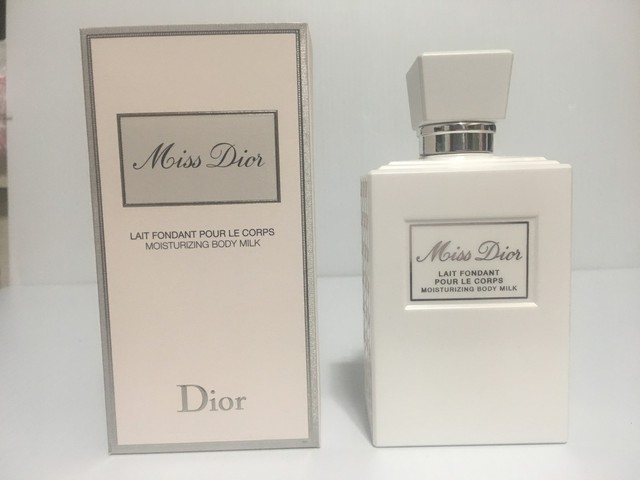 Miss Dior
LAIT FONDANT POUR LE CORPS
MOISTURIZING BODY MILK
Dior
Miss Dior
LAIT FONDANT
POUR LE CORPS
MOISTURIZING BODY MILK